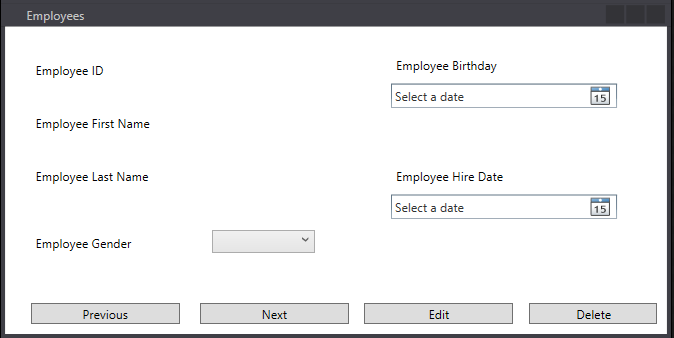 Employees
Employee ID
Employee Birthday
Select a date
15
Employee First Name
Employee Last Name
Employee Hire Date
Select a date
15
Employee Gender
Previous
Next
Edit
Delete